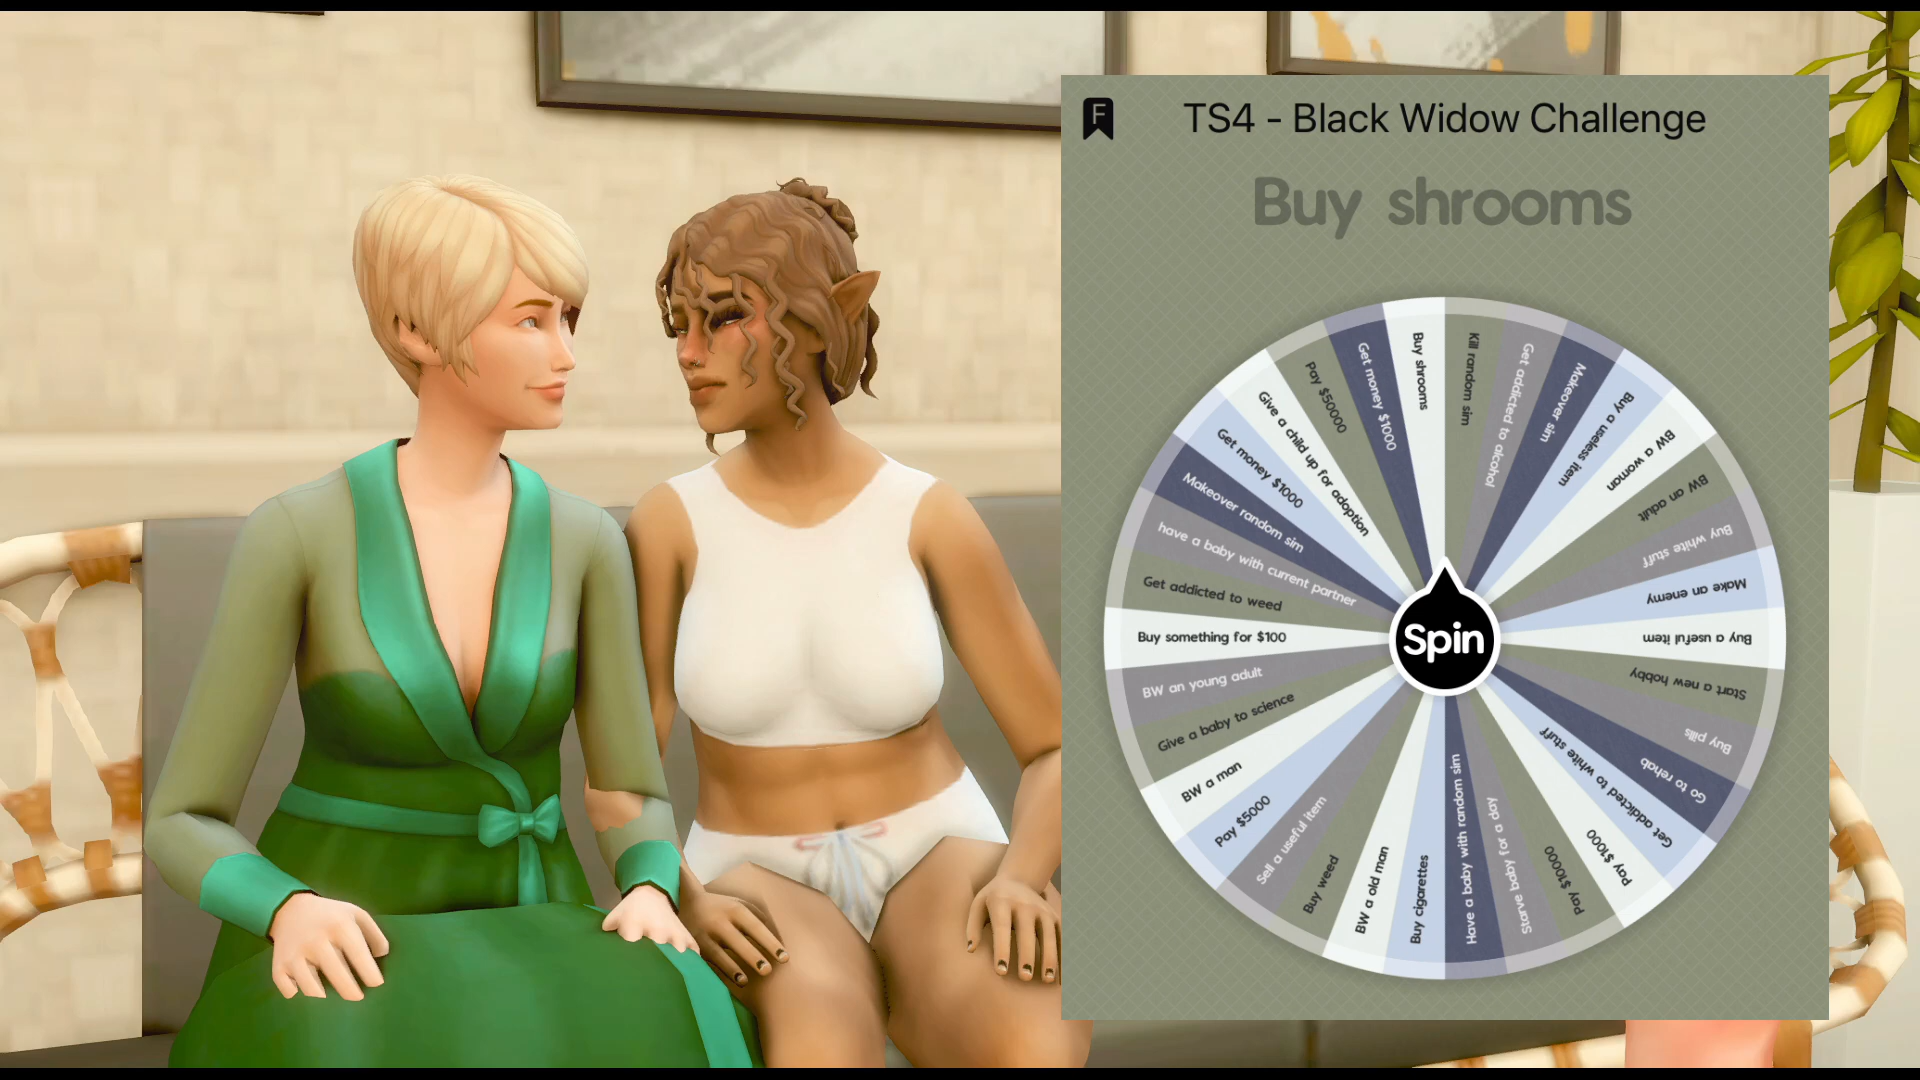 F
TS4 - Black Widow Challenge
Buy shrooms
Kill random sim
Get addicted to alcohol
Makeover sim
Buy a useless item
BW a woman
BW an adult
Buy white stuff
Make an enemy
Buy a useful item
Start a new hobby
Buy pills
Go to rehab
Get addicted to white stuff
Pay $1000
Pay $1000
Starve baby for a day
Have a baby with random sim
Buy cigarettes
BW a old man
Buy weed
Sell a useful item
Pay $5000
BW a man
Give a baby to science
BW an young adult
Buy something for $100
Get addicted to weed
have a baby with current partner
Makeover random sim
Get money $1000
Give a child up for adoption
Pay $50000
Get money $1000
Buy shrooms
Spin